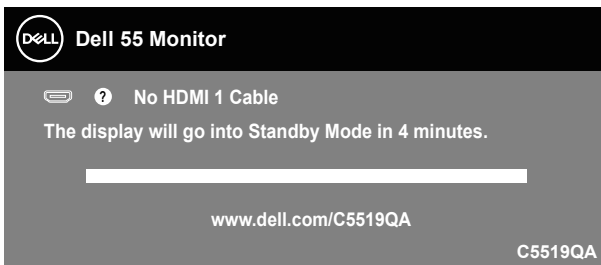 DELL Dell 55 Monitor
? No HDMI 1 Cable
The display will go into Standby Mode in 4 minutes.
www.dell.com/C5519QA
C5519QA